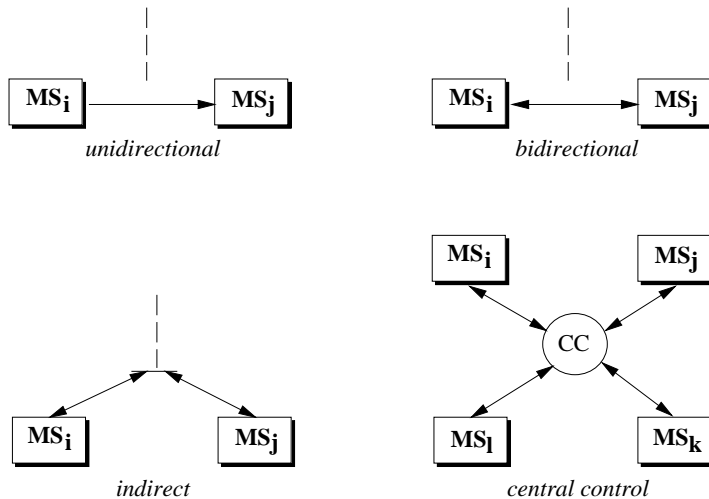 MSi MSj
unidirectional
MSi MSj
bidirectional
MSi MSj
indirect
MSi MSj
CC
MSl MSk
central control